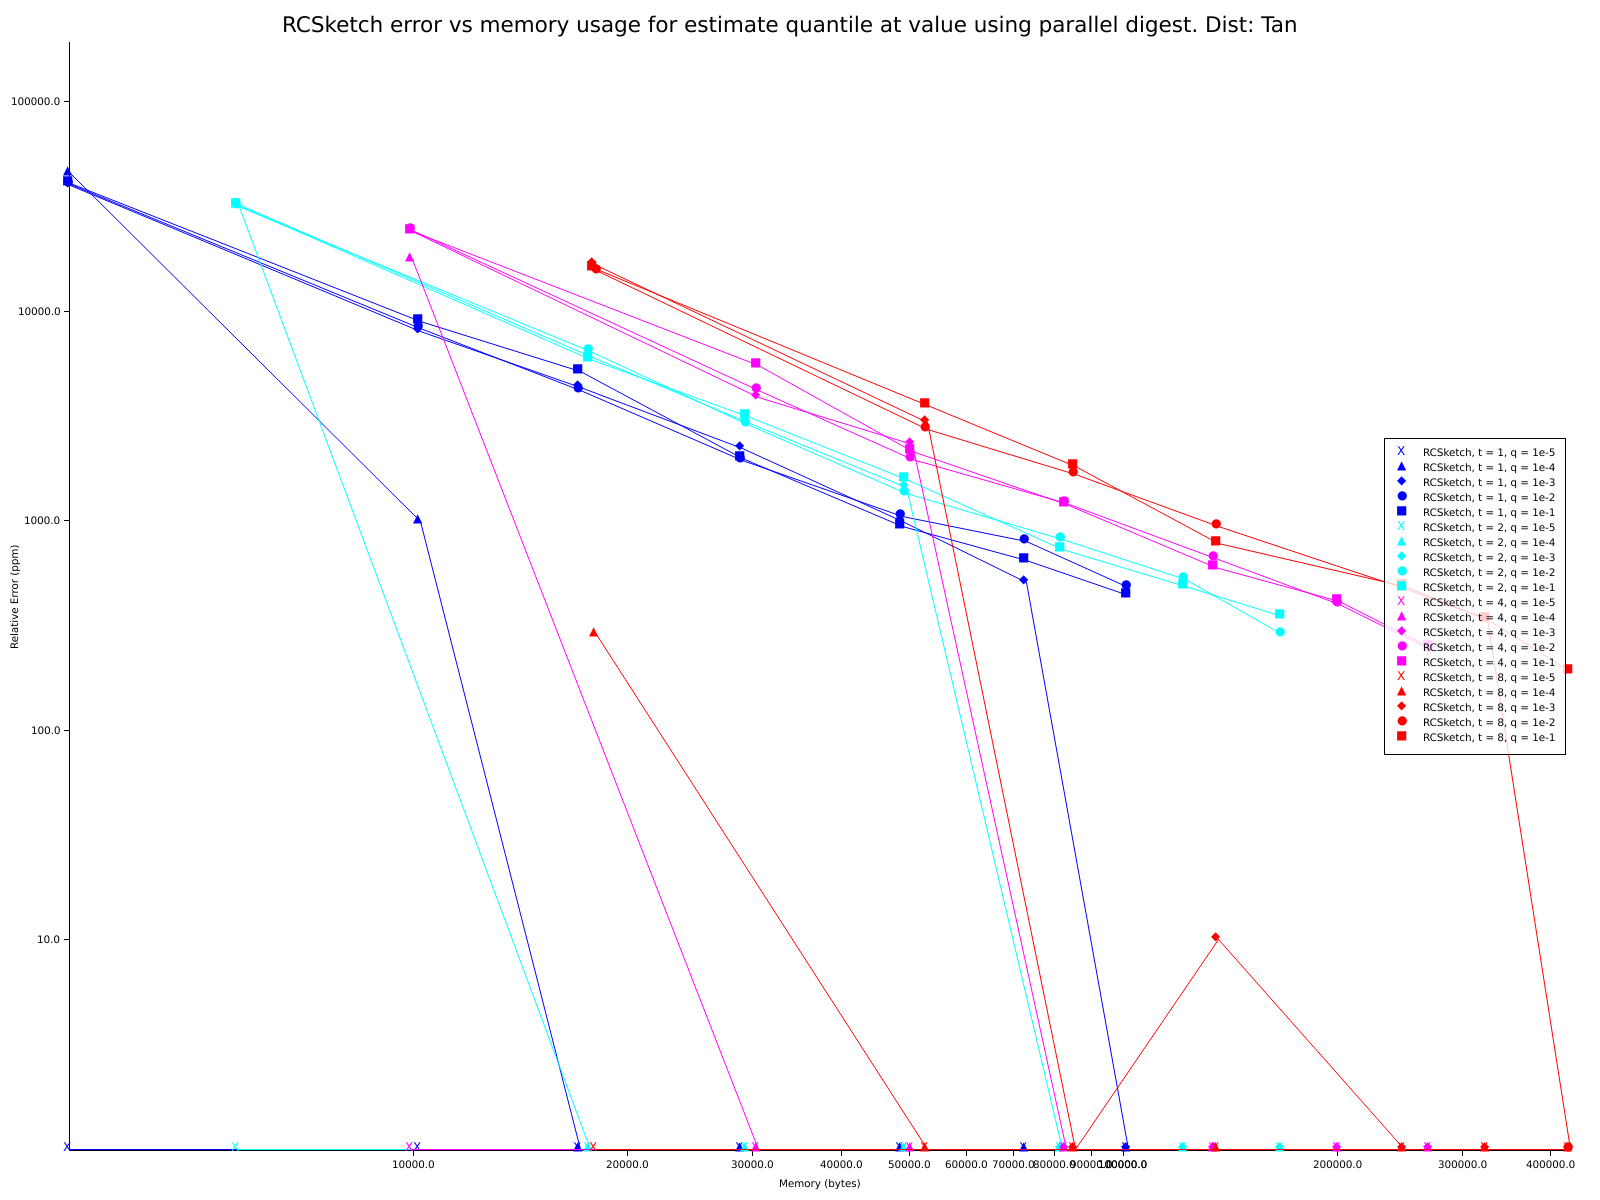 RCSketch error vs memory usage for estimate quantile at value using parallel digest. Dist: Tan
100000.0
10000.0
1000.0
100.0
10.0
Relative Error (ppm)
RCSketch, t = 1, q = 1e-5
RCSketch, t = 1, q = 1e-4
RCSketch, t = 1, q = 1e-3
RCSketch, t = 1, q = 1e-2
RCSketch, t = 1, q = 1e-1
RCSketch, t = 2, q = 1e-5
RCSketch, t = 2, q = 1e-4
RCSketch, t = 2, q = 1e-3
RCSketch, t = 2, q = 1e-2
RCSketch, t = 2, q = 1e-1
RCSketch, t = 4, q = 1e-5
RCSketch, t = 4, q = 1e-4
RCSketch, t = 4, q = 1e-3
RCSketch, t = 4, q = 1e-2
RCSketch, t = 4, q = 1e-1
RCSketch, t = 8, q = 1e-5
RCSketch, t = 8, q = 1e-4
RCSketch, t = 8, q = 1e-3
RCSketch, t = 8, q = 1e-2
RCSketch, t = 8, q = 1e-1
10000.0 20000.0 30000.0 40000.0 50000.0 60000.0 70000.0 80000.0 90000.0 100000.0 200000.0 300000.0 400000.0
Memory (bytes)